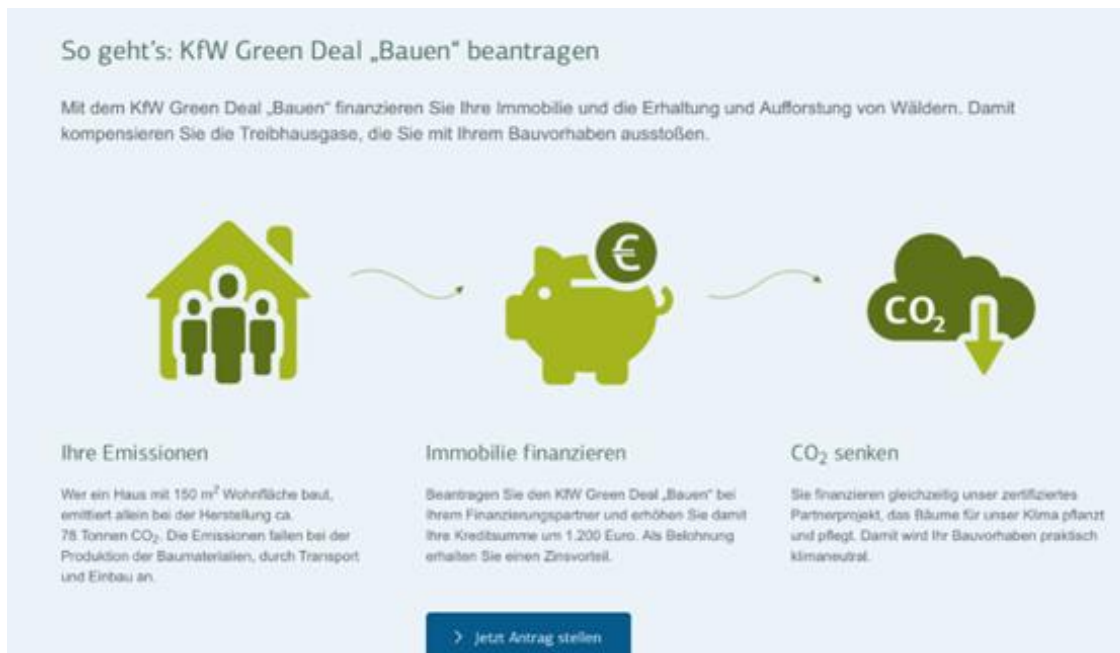 So geht's: KfW Green Deal „Bauen“ beantragen
Mit dem KfW Green Deal „Bauen“ finanzieren Sie Ihre Immobilie und die Erhaltung und Aufforstung von Wäldern. Damit
kompensieren Sie die Treibhausgase, die Sie mit Ihrem Bauvorhaben ausstoßen.
€
CO₂
Ihre Emissionen
Wer ein Haus mit 150 m² Wohnfläche baut,
emittiert allein bei der Herstellung ca.
78 Tonnen CO₂. Die Emissionen fallen bei der
Produktion der Baumaterialien, durch Transport
und Einbau an.
Immobilie finanzieren
Beantragen Sie den KfW Green Deal „Bauen“ bei
Ihrem Finanzierungspartner und erhöhen Sie damit
Ihre Kreditsumme um 1.200 Euro. Als Belohnung
erhalten Sie einen Zinsvorteil.
CO₂ senken
Sie finanzieren gleichzeitig unser zertifiziertes
Partnerprojekt, das Bäume für unser Klima pflanzt
und pflegt. Damit wird Ihr Bauvorhaben praktisch
klimaneutral.
> Jetzt Antrag stellen